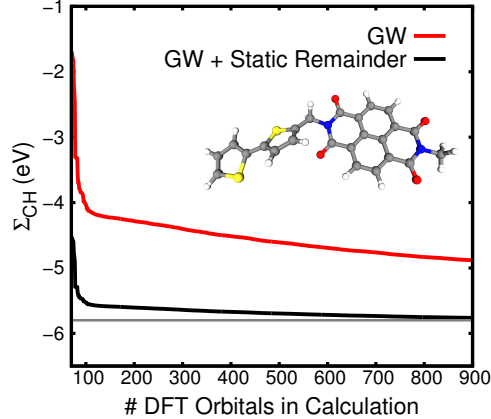 GW
GW + Static Remainder
Σ_CH (eV)
−1
−2
−3
−4
−5
−6
100 200 300 400 500 600 700 800 900
# DFT Orbitals in Calculation